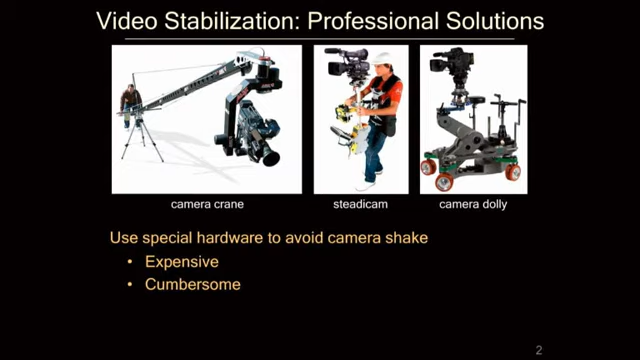 Video Stabilization: Professional Solutions
camera crane
steadicam
camera dolly
Use special hardware to avoid camera shake
• Expensive
• Cumbersome
2